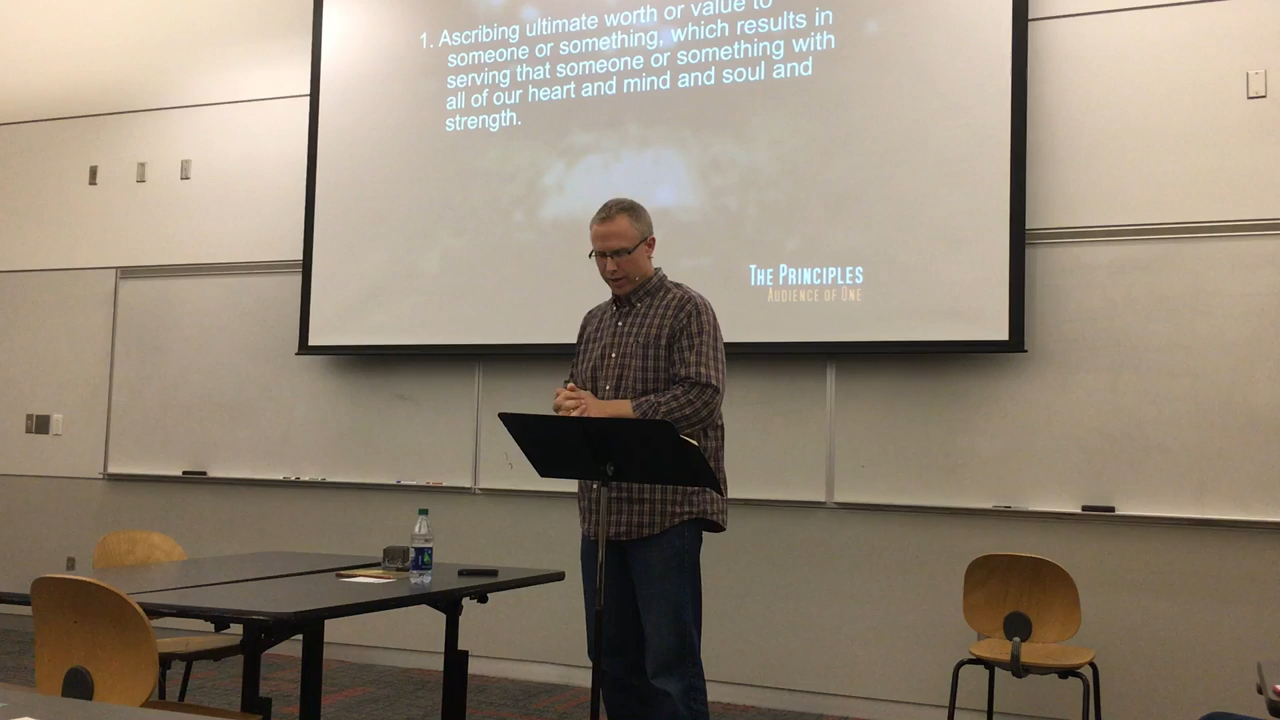 1. Ascribing ultimate worth or value to
someone or something, which results in
serving that someone or something with
all of our heart and mind and soul and
strength.
THE PRINCIPLES
AUDIENCE OF ONE